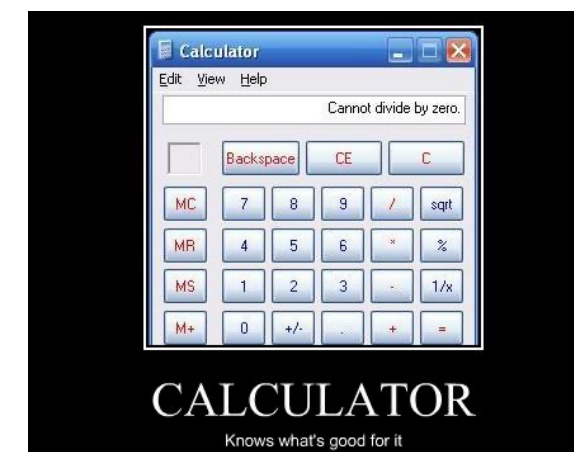 Calculator
Edit View Help
Cannot divide by zero.
Backspace CE C
MC 7 8 9 / sqrt
MR 4 5 6 * %
MS 1 2 3 - 1/x
M+ 0 +/- . + =
CALCULATOR
Knows what's good for it